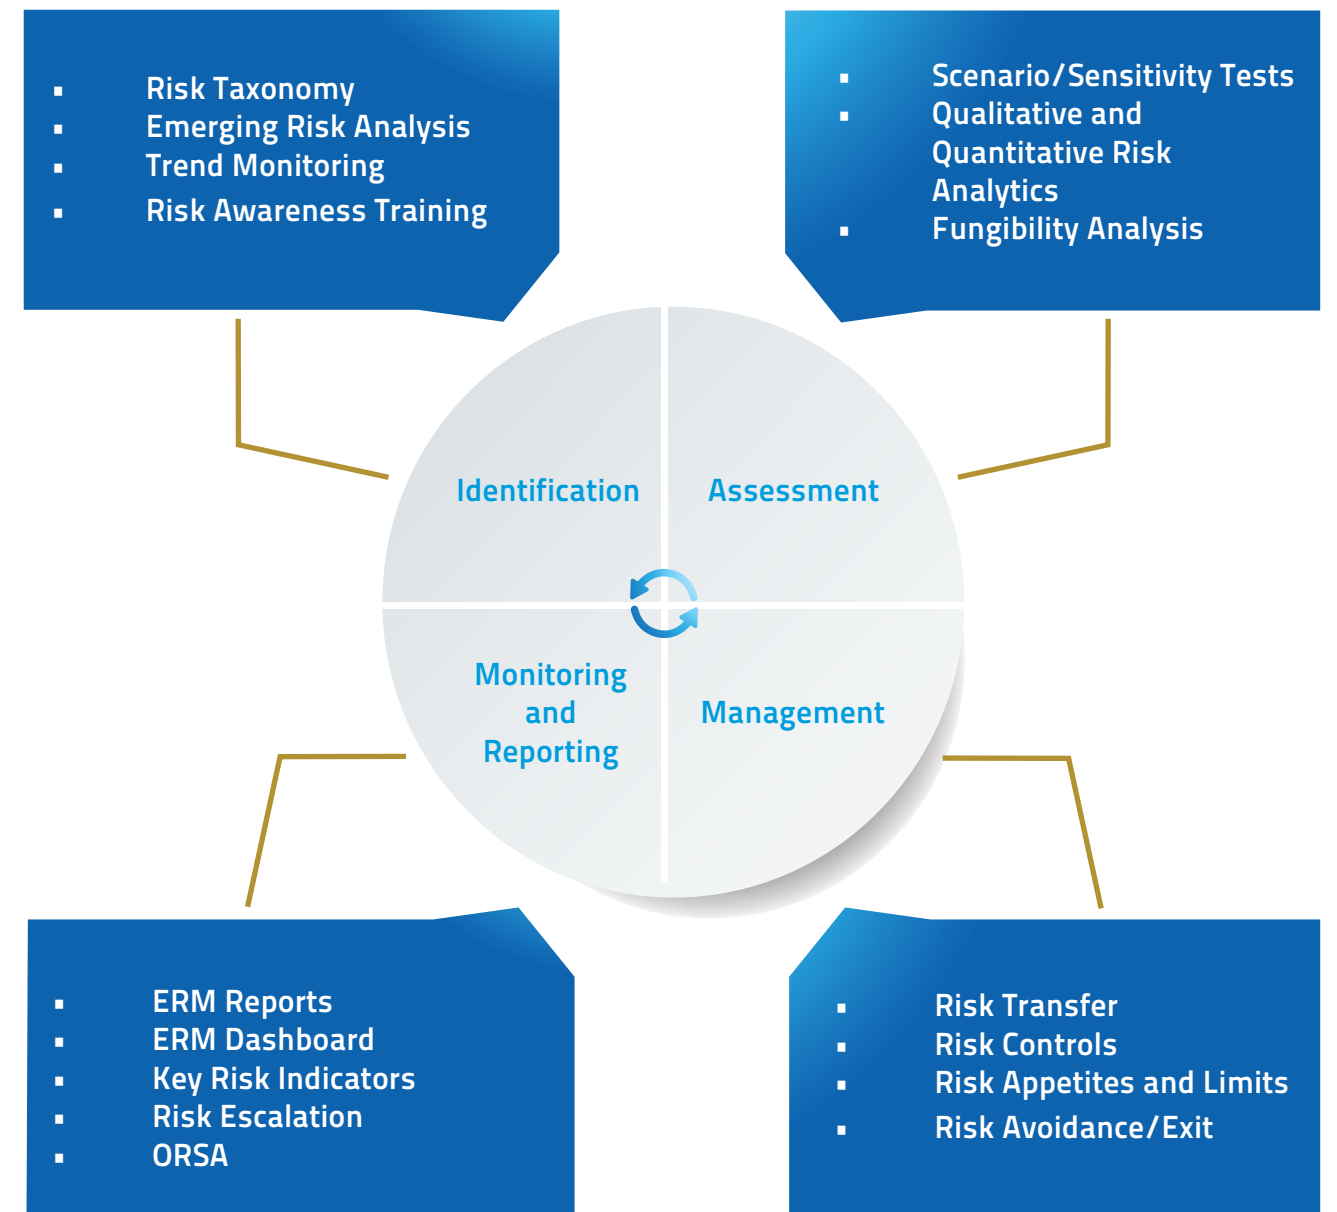 ▪ Risk Taxonomy
▪ Emerging Risk Analysis
▪ Trend Monitoring
▪ Risk Awareness Training
▪ Scenario/Sensitivity Tests
▪ Qualitative and
Quantitative Risk
Analytics
▪ Fungibility Analysis
Identification
Assessment
Monitoring
and
Reporting
Management
▪ ERM Reports
▪ ERM Dashboard
▪ Key Risk Indicators
▪ Risk Escalation
▪ ORSA
▪ Risk Transfer
▪ Risk Controls
▪ Risk Appetites and Limits
▪ Risk Avoidance/Exit